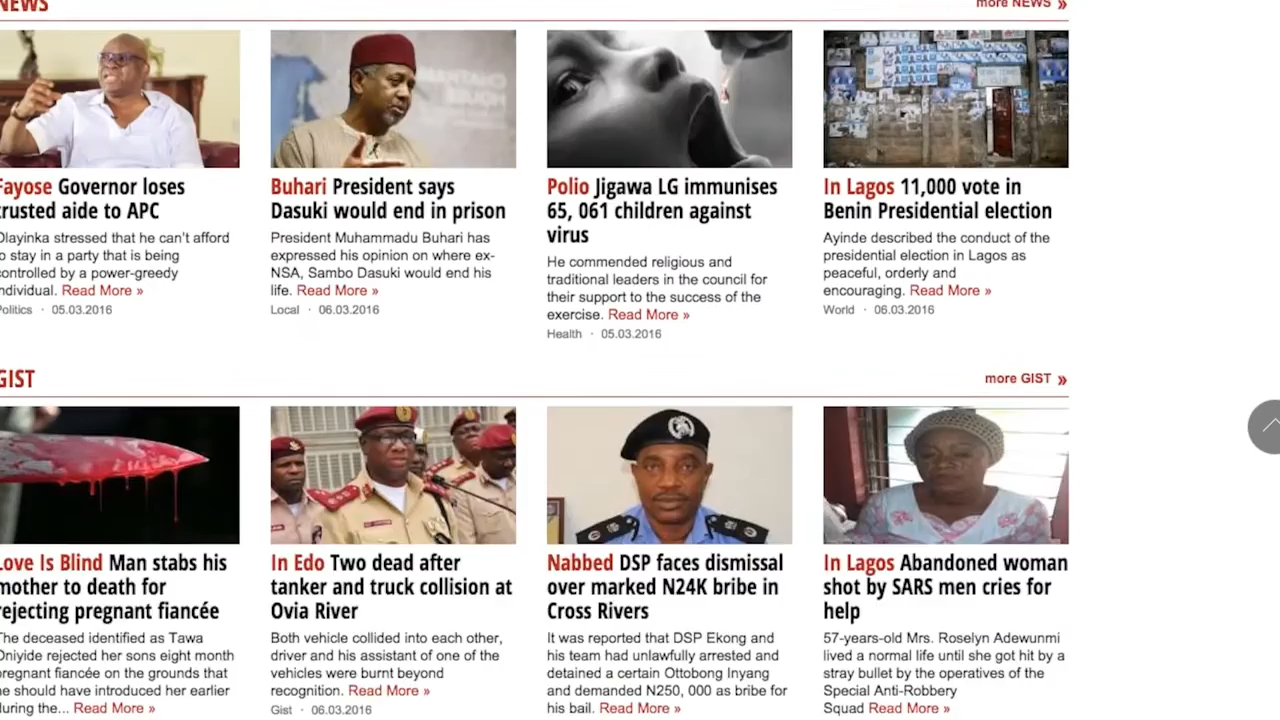 NEWS
more NEWS »
Fayose Governor loses
trusted aide to APC
Olayinka stressed that he can't afford
to stay in a party that is being
controlled by a power-greedy
individual. Read More »
Politics · 05.03.2016
Buhari President says
Dasuki would end in prison
President Muhammadu Buhari has
expressed his opinion on where ex-
NSA, Sambo Dasuki would end his
life. Read More »
Local · 06.03.2016
Polio Jigawa LG immunises
65, 061 children against
virus
He commended religious and
traditional leaders in the council for
their support to the success of the
exercise. Read More »
Health · 05.03.2016
In Lagos 11,000 vote in
Benin Presidential election
Ayinde described the conduct of the
presidential election in Lagos as
peaceful, orderly and
encouraging. Read More »
World · 06.03.2016
GIST
more GIST »
Love Is Blind Man stabs his
mother to death for
rejecting pregnant fiancée
The deceased identified as Tawa
Oniyide rejected her sons eight month
pregnant fiancée on the grounds that
he should have introduced her earlier
during the... Read More »
In Edo Two dead after
tanker and truck collision at
Ovia River
Both vehicle collided into each other,
driver and his assistant of one of the
vehicles were burnt beyond
recognition. Read More »
Gist · 06.03.2016
Nabbed DSP faces dismissal
over marked N24K bribe in
Cross Rivers
It was reported that DSP Ekong and
his team had unlawfully arrested and
detained a certain Ottobong Inyang
and demanded N250, 000 as bribe for
his bail. Read More »
In Lagos Abandoned woman
shot by SARS men cries for
help
57-years-old Mrs. Roselyn Adewunmi
lived a normal life until she got hit by a
stray bullet by the operatives of the
Special Anti-Robbery
Squad Read More »